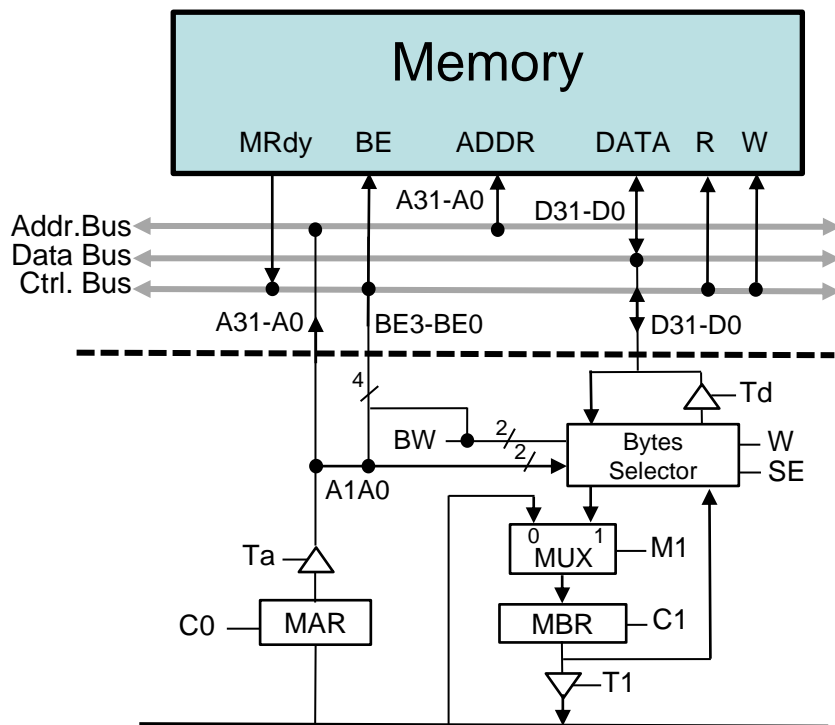 Memory
MRdy BE ADDR DATA R W
A31-A0 D31-D0
Addr.Bus
Data Bus
Ctrl. Bus
A31-A0 BE3-BE0 D31-D0
4
Td
BW 2 Bytes W
2 Selector SE
A1A0
0 1
Ta MUX M1
C0 MAR MBR C1
T1